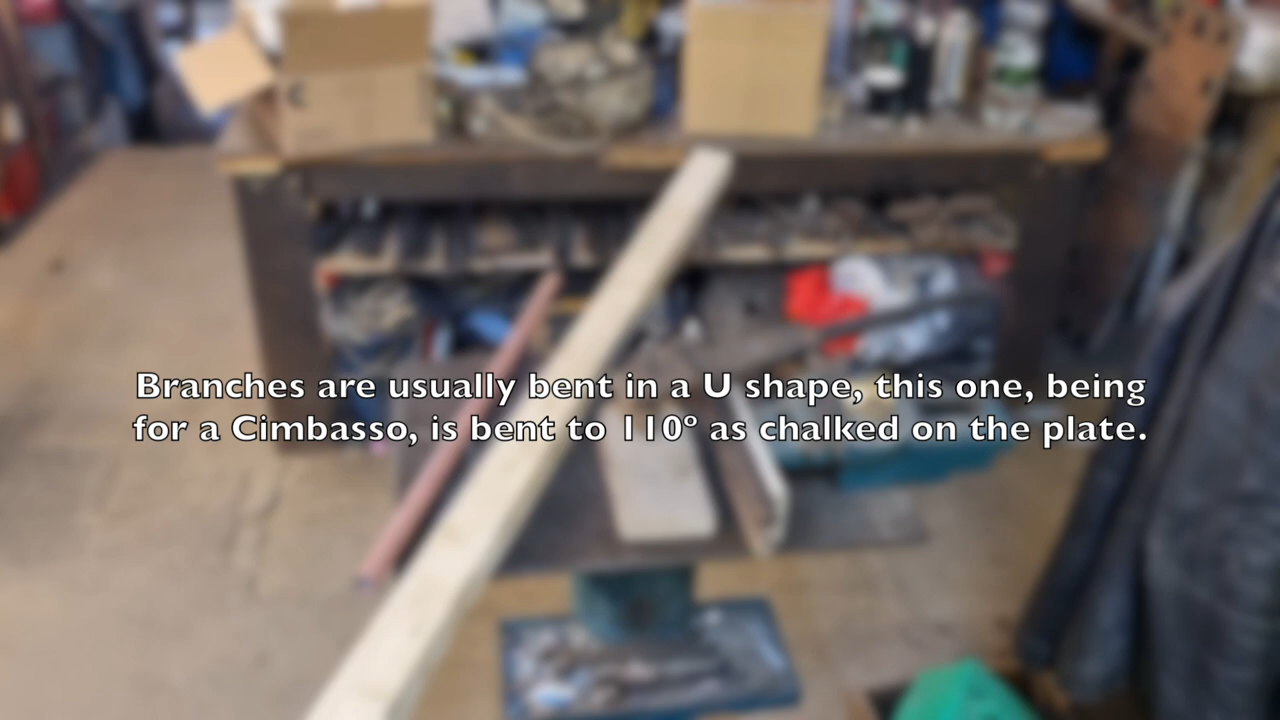 Branches are usually bent in a U shape, this one, being
for a Cimbasso, is bent to 110º as chalked on the plate.